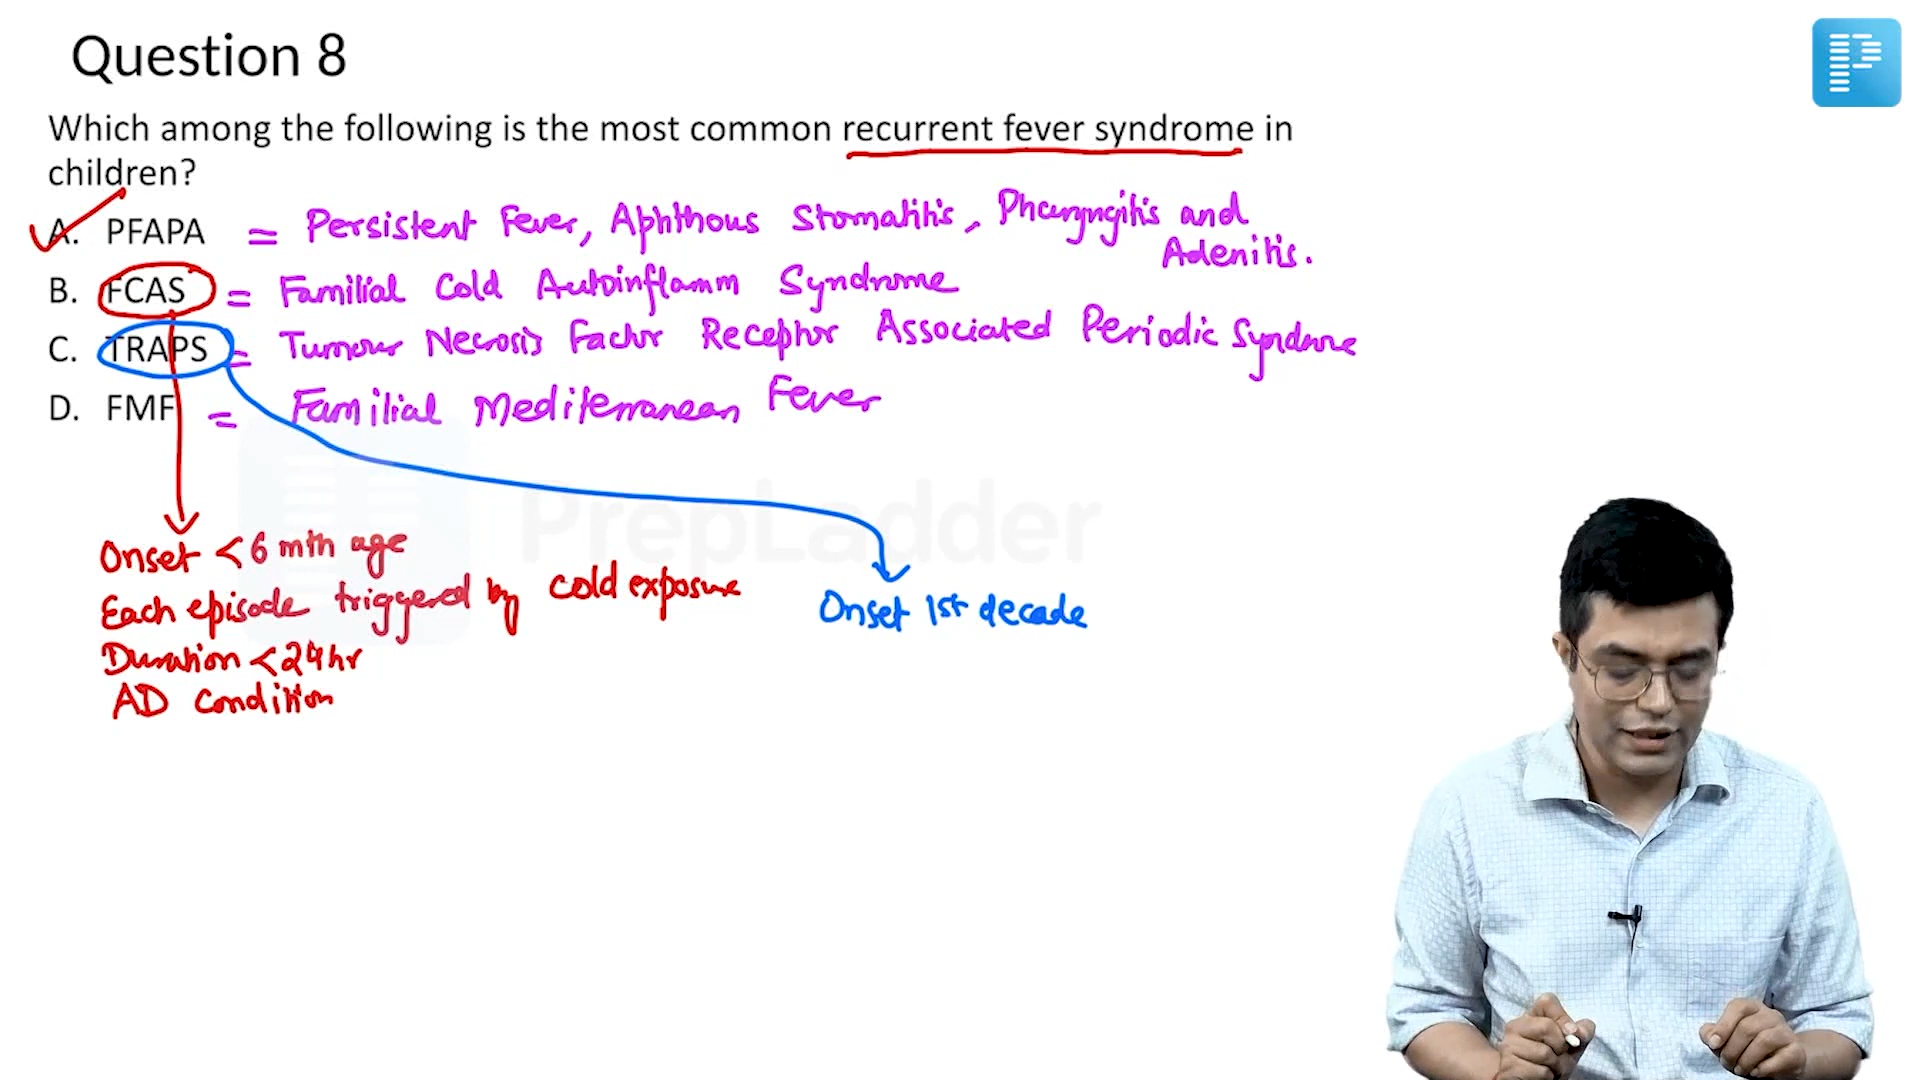 Question 8
Which among the following is the most common recurrent fever syndrome in
children?
A. PFAPA = Persistent Fever, Aphthous Stomatitis, Pharyngitis and
Adenitis.
B. FCAS = Familial Cold Autoinflamm Syndrome
C. TRAPS = Tumour Necrosis Factor Receptor Associated Periodic Syndrome
D. FMF = Familial Mediterranean Fever
PrepLadder
Onset <6 mth age
Each episode triggered by cold exposure
Duration <24hr
AD condition
Onset 1st decade